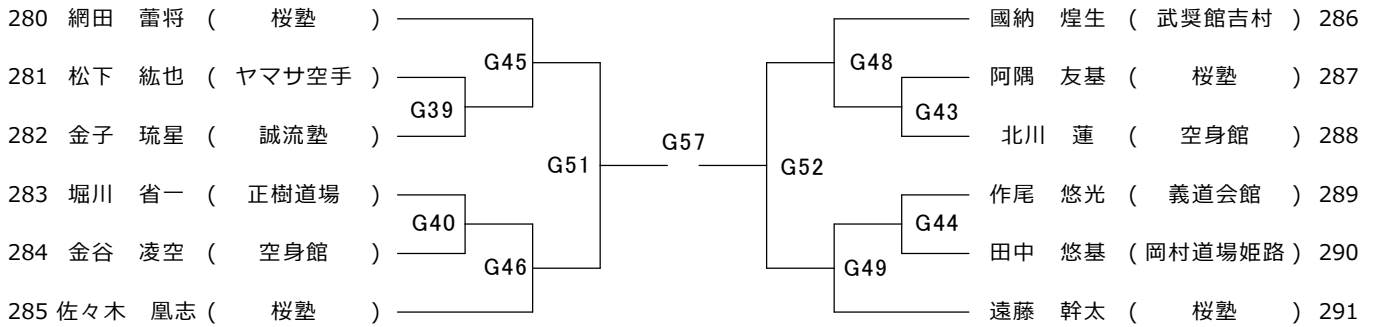 280 網田 蕾将 ( 桜塾 ) 國納 煌生 ( 武奨館吉村 ) 286
G45 G48
281 松下 紘也 ( ヤマサ空手 ) 阿隅 友基 ( 桜塾 ) 287
G39 G43
282 金子 琉星 ( 誠流塾 ) 北川 蓮 ( 空身館 ) 288
G57
G51 G52
283 堀川 省一 ( 正樹道場 ) 作尾 悠光 ( 義道会館 ) 289
G40 G44
284 金谷 凌空 ( 空身館 ) 田中 悠基 ( 岡村道場姫路 ) 290
G46 G49
285 佐々木 凰志 ( 桜塾 ) 遠藤 幹太 ( 桜塾 ) 291